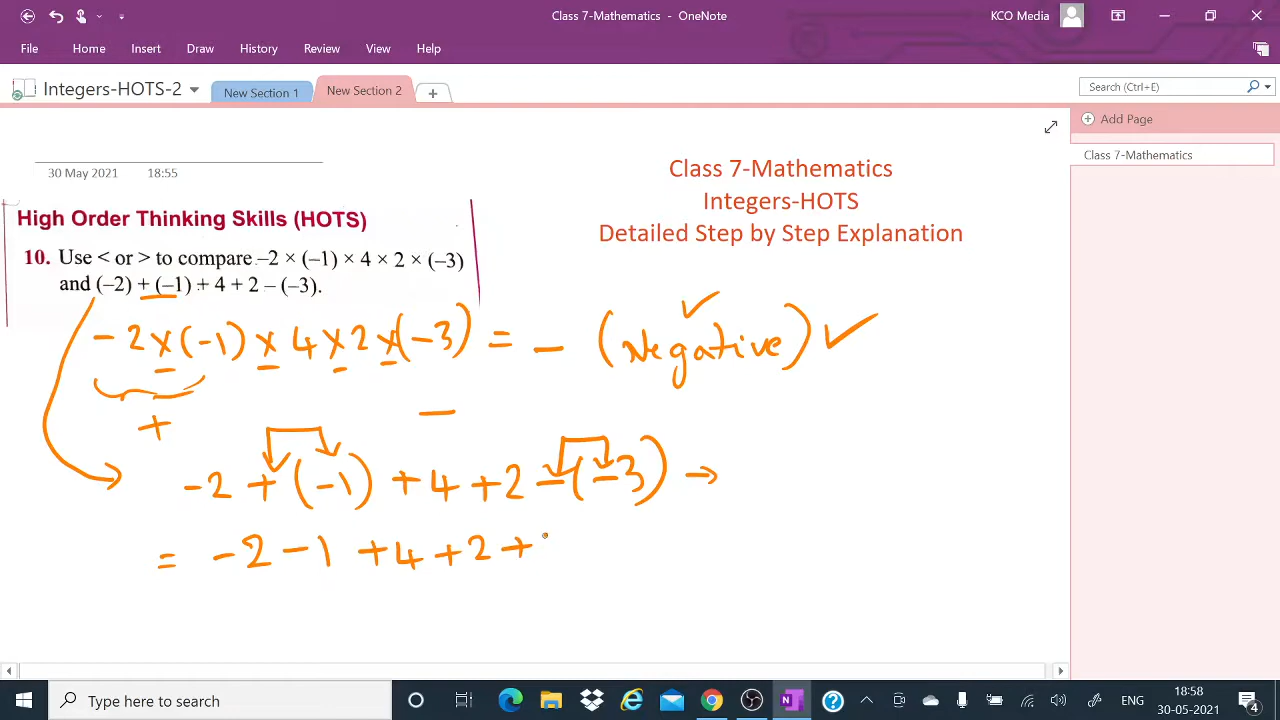 Class 7-Mathematics - OneNote
KCO Media
File Home Insert Draw History Review View Help
Integers-HOTS-2
New Section 1
New Section 2
Search (Ctrl+E)
Add Page
Class 7-Mathematics
30 May 2021 18:55
Class 7-Mathematics
Integers-HOTS
Detailed Step by Step Explanation
High Order Thinking Skills (HOTS)
10. Use < or > to compare –2 × (–1) × 4 × 2 × (–3)
and (–2) + (–1) + 4 + 2 – (–3).
-2×(-1)×4×2×(-3) = - (Negative) ✓
+
-
-2+(-1)+4+2-(-3) →
= -2-1+4+2+
Type here to search
ENG
18:58
30-05-2021
4